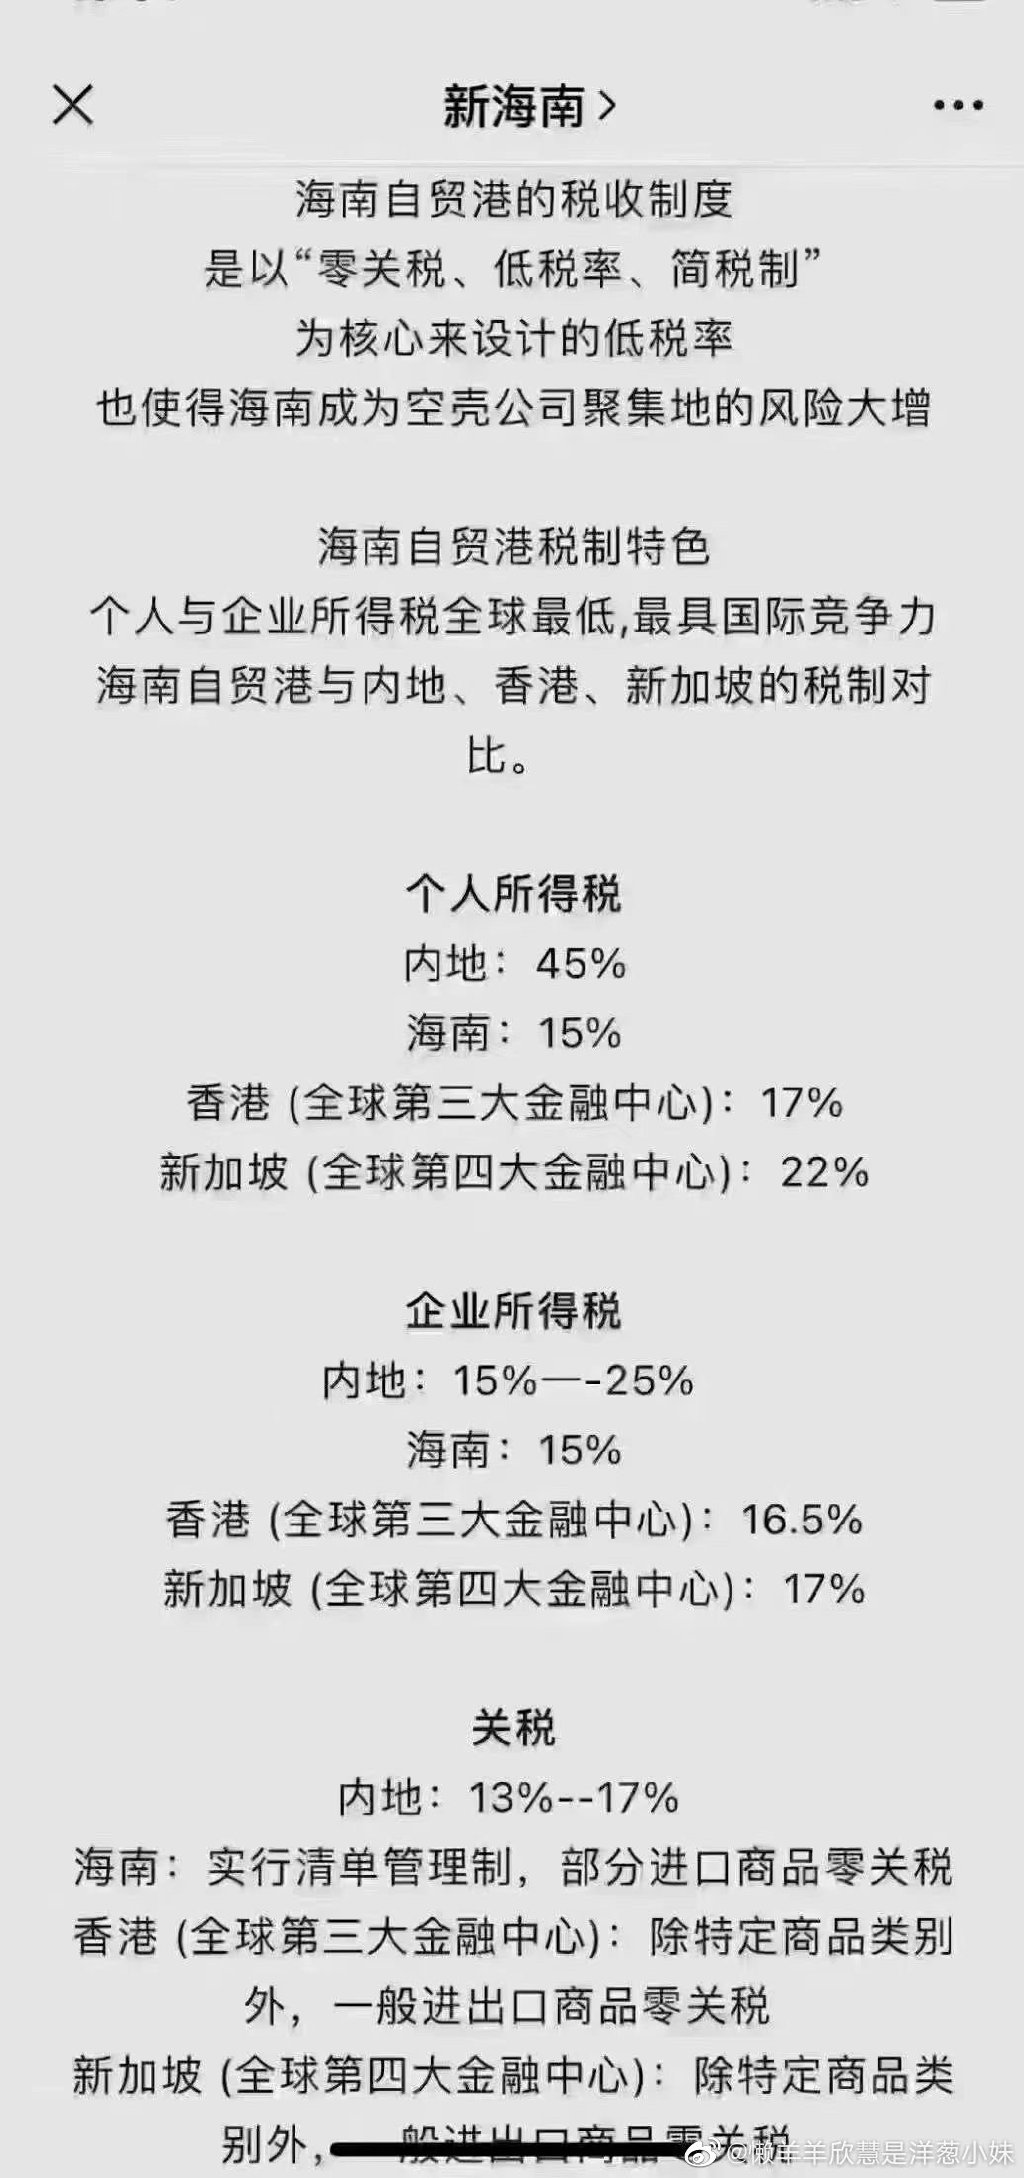 新海南
海南自贸港的税收制度
是以“零关税、低税率、简税制”
为核心来设计的低税率
也使得海南成为空壳公司聚集地的风险大增
海南自贸港税制特色
个人与企业所得税全球最低,最具国际竞争力
海南自贸港与内地、香港、新加坡的税制对
比。
个人所得税
内地：45%
海南：15%
香港 (全球第三大金融中心)：17%
新加坡 (全球第四大金融中心)：22%
企业所得税
内地：15%—-25%
海南：15%
香港 (全球第三大金融中心)：16.5%
新加坡 (全球第四大金融中心)：17%
关税
内地：13%--17%
海南：实行清单管理制，部分进口商品零关税
香港 (全球第三大金融中心)：除特定商品类别
外，一般进出口商品零关税
新加坡 (全球第四大金融中心)：除特定商品类
别外，一般进出口商品零关税
@懒羊羊欣慧是洋葱小妹